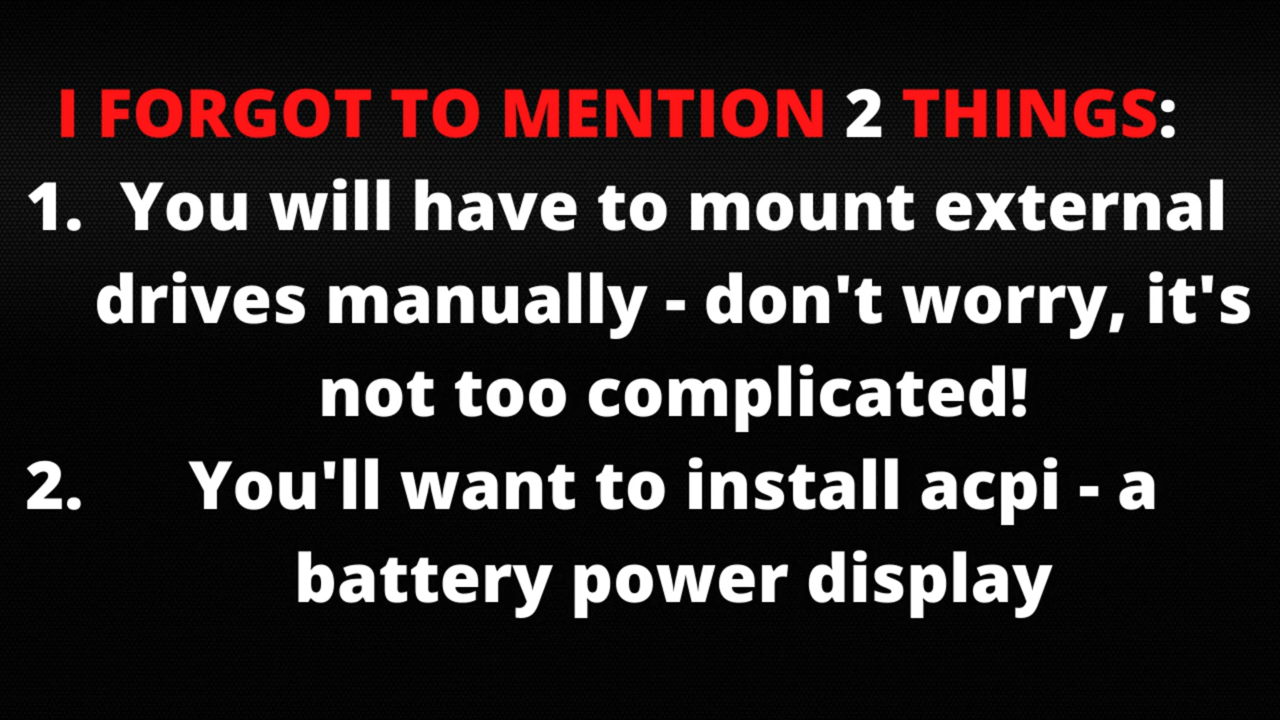 I FORGOT TO MENTION 2 THINGS:
1. You will have to mount external
drives manually - don't worry, it's
not too complicated!
2. You'll want to install acpi - a
battery power display